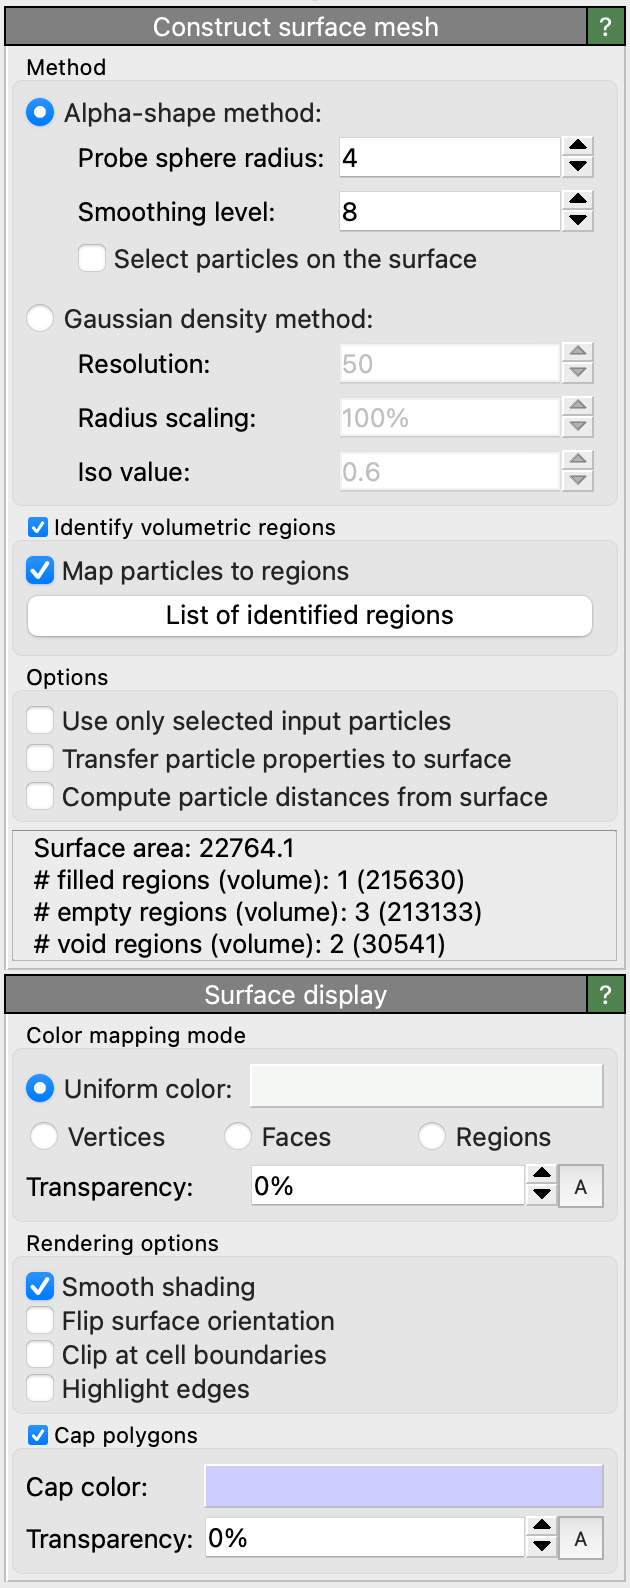 Construct surface mesh ?
Method
Alpha-shape method:
Probe sphere radius: 4
Smoothing level: 8
Select particles on the surface
Gaussian density method:
Resolution: 50
Radius scaling: 100%
Iso value: 0.6
Identify volumetric regions
Map particles to regions
List of identified regions
Options
Use only selected input particles
Transfer particle properties to surface
Compute particle distances from surface
Surface area: 22764.1
# filled regions (volume): 1 (215630)
# empty regions (volume): 3 (213133)
# void regions (volume): 2 (30541)
Surface display ?
Color mapping mode
Uniform color:
Vertices Faces Regions
Transparency: 0% A
Rendering options
Smooth shading
Flip surface orientation
Clip at cell boundaries
Highlight edges
Cap polygons
Cap color:
Transparency: 0% A